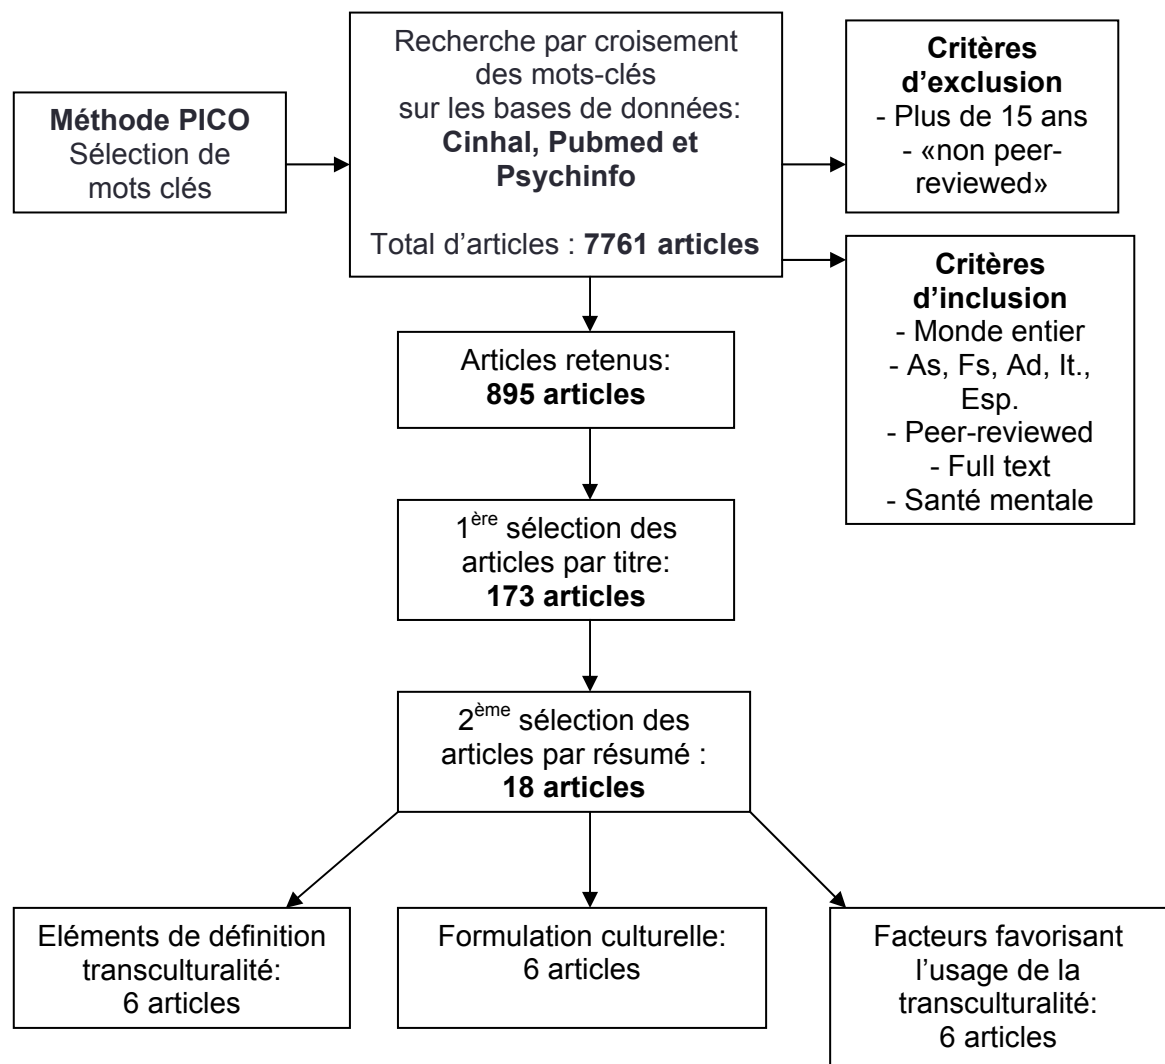 Méthode PICO
Sélection de
mots clés
Recherche par croisement
des mots-clés
sur les bases de données:
Cinhal, Pubmed et
Psychinfo
Total d’articles : 7761 articles
Critères
d’exclusion
- Plus de 15 ans
- «non peer-
reviewed»
Critères
d’inclusion
- Monde entier
- As, Fs, Ad, It.,
Esp.
- Peer-reviewed
- Full text
- Santé mentale
Articles retenus:
895 articles
1ère sélection des
articles par titre:
173 articles
2ème sélection des
articles par résumé :
18 articles
Eléments de définition
transculturalité:
6 articles
Formulation culturelle:
6 articles
Facteurs favorisant
l’usage de la
transculturalité:
6 articles